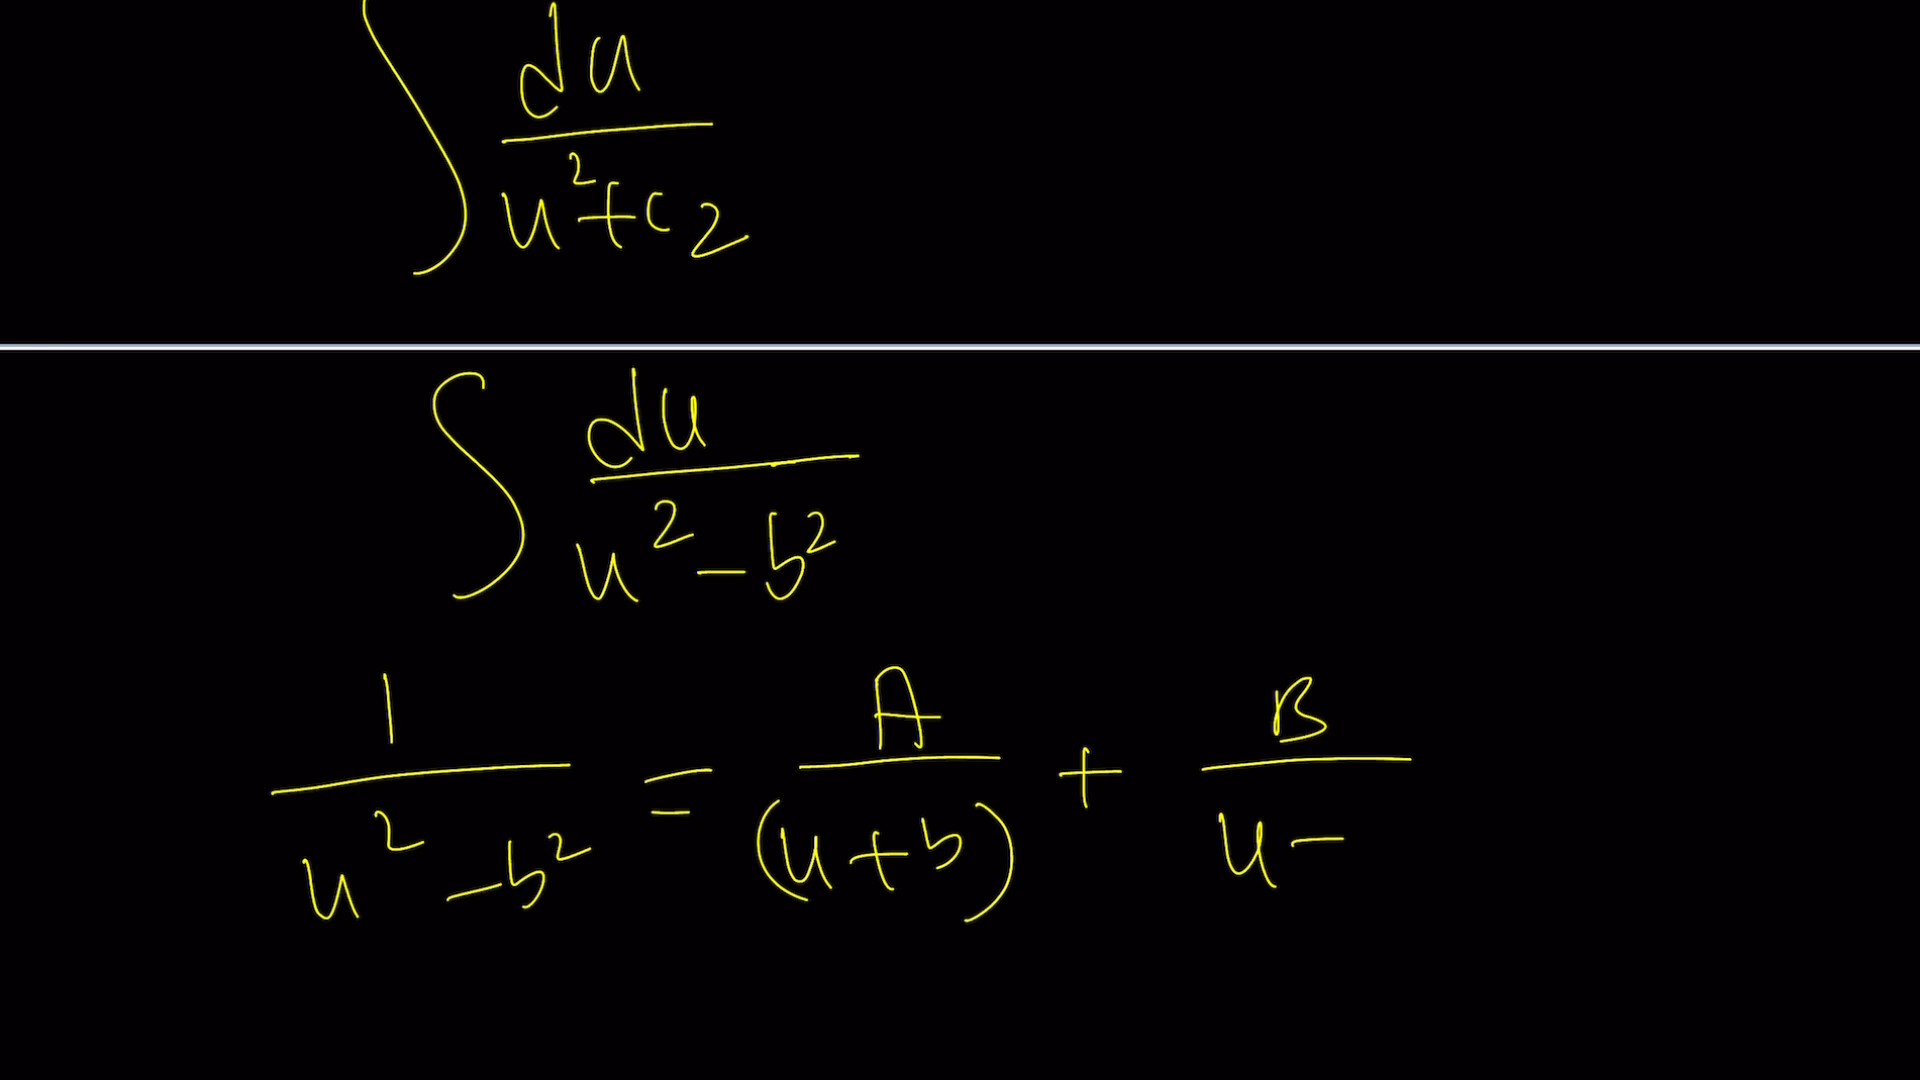 ∫ du/(u²+c₂)
∫ du/(u²−b²)
1/(u²−b²) = A/(u+b) + B/(u−